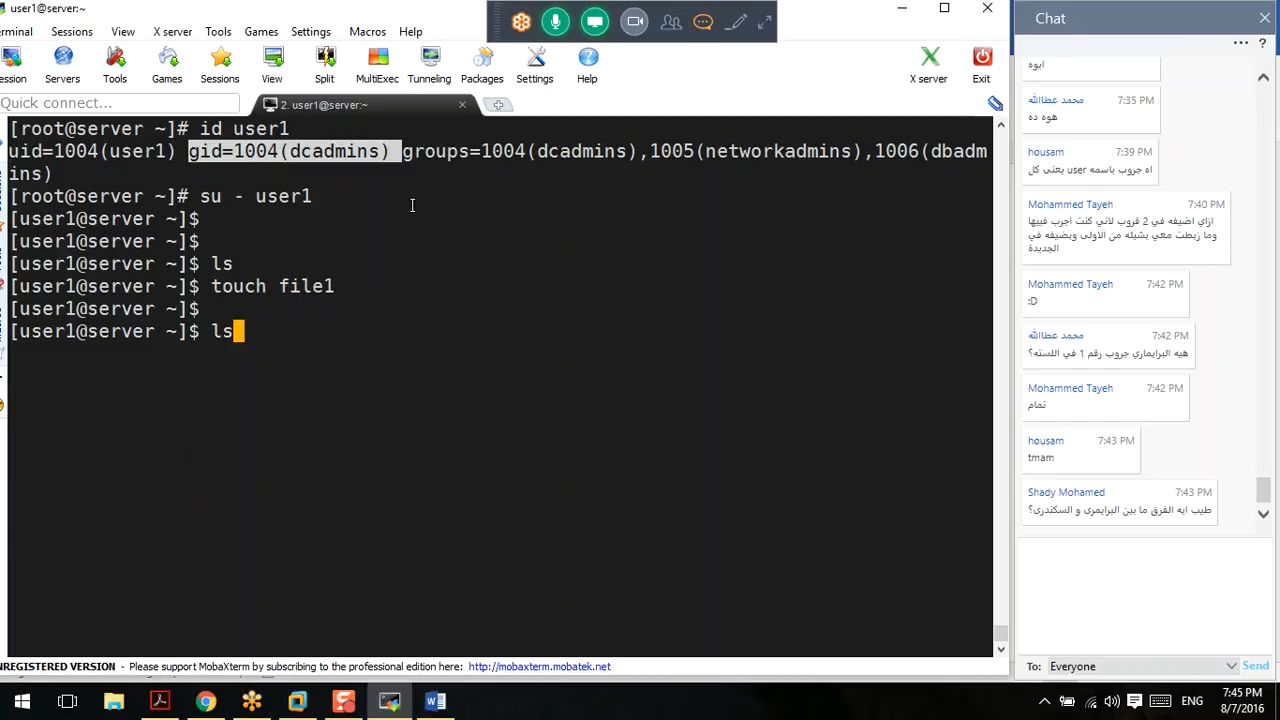 user1@server:~
erminal Sessions View X server Tools Games Settings Macros Help
ession Servers Tools Games Sessions View Split MultiExec Tunneling Packages Settings Help X server Exit
Quick connect...
2. user1@server:~
[root@server ~]# id user1
uid=1004(user1) gid=1004(dcadmins) groups=1004(dcadmins),1005(networkadmins),1006(dbadm
ins)
[root@server ~]# su - user1
[user1@server ~]$
[user1@server ~]$
[user1@server ~]$ ls
[user1@server ~]$ touch file1
[user1@server ~]$
[user1@server ~]$ ls
NREGISTERED VERSION - Please support MobaXterm by subscribing to the professional edition here: http://mobaxterm.mobatek.net
Chat
ايوه
محمد عطاالله 7:35 PM
هوه ده
housam 7:39 PM
اه جروب باسمه user يعنى كل
Mohammed Tayeh 7:40 PM
ازاي اضيفه في 2 قروب لاني كنت اجرب فيها
وما زبطت معي بشيله من الاولى وبضيفه في
الجديدة
Mohammed Tayeh 7:42 PM
:D
محمد عطاالله 7:42 PM
هيه البرايماري جروب رقم 1 في اللسته؟
Mohammed Tayeh 7:42 PM
تمام
housam 7:43 PM
tmam
Shady Mohamed 7:43 PM
طيب ايه الفرق ما بين البرايمرى و السكندرى؟
To: Everyone Send
ENG
7:45 PM
8/7/2016